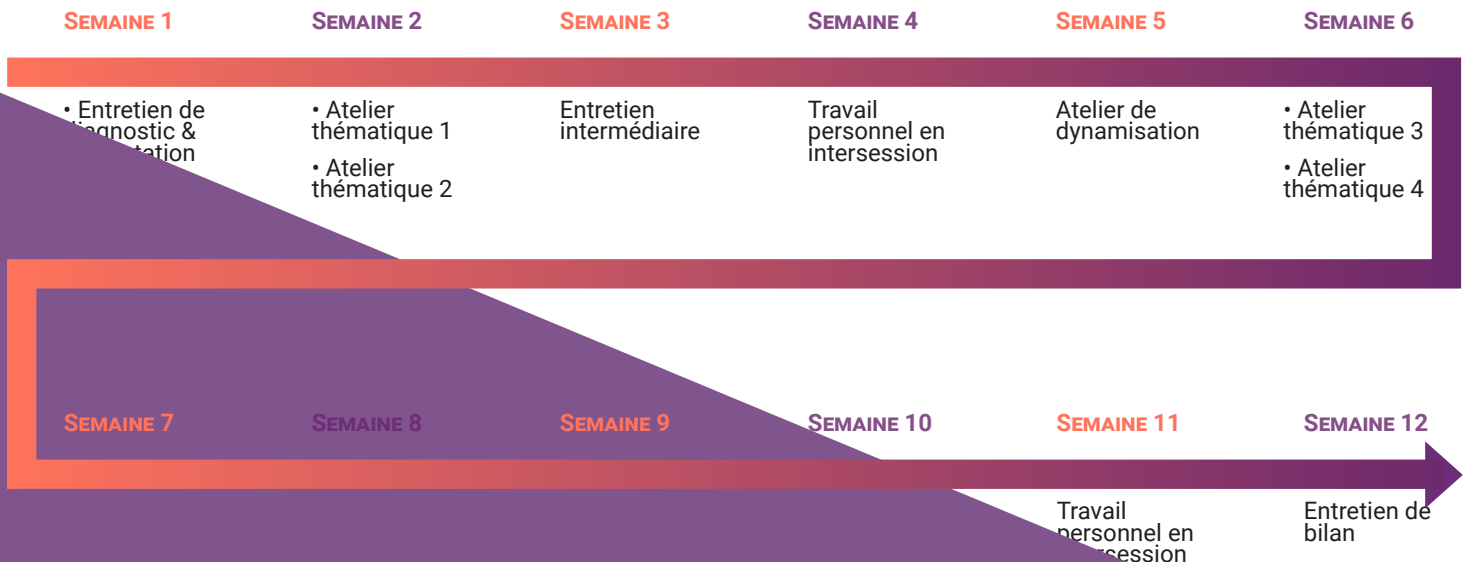 SEMAINE 1
SEMAINE 2
SEMAINE 3
SEMAINE 4
SEMAINE 5
SEMAINE 6
• Entretien de
diagnostic &
• Atelier
thématique 1
• Atelier
thématique 2
Entretien
intermédiaire
Travail
personnel en
intersession
Atelier de
dynamisation
• Atelier
thématique 3
• Atelier
thématique 4
SEMAINE 7
SEMAINE 8
SEMAINE 9
SEMAINE 10
SEMAINE 11
SEMAINE 12
Travail
personnel en
intersession
Entretien de
bilan